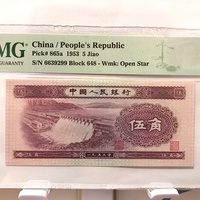 MG
GUARANTY
China / People's Republic
Pick# 865a 1953 5 Jiao
S/N 6639299 Block 648 - Wmk: Open Star
中国人民银行
伍角